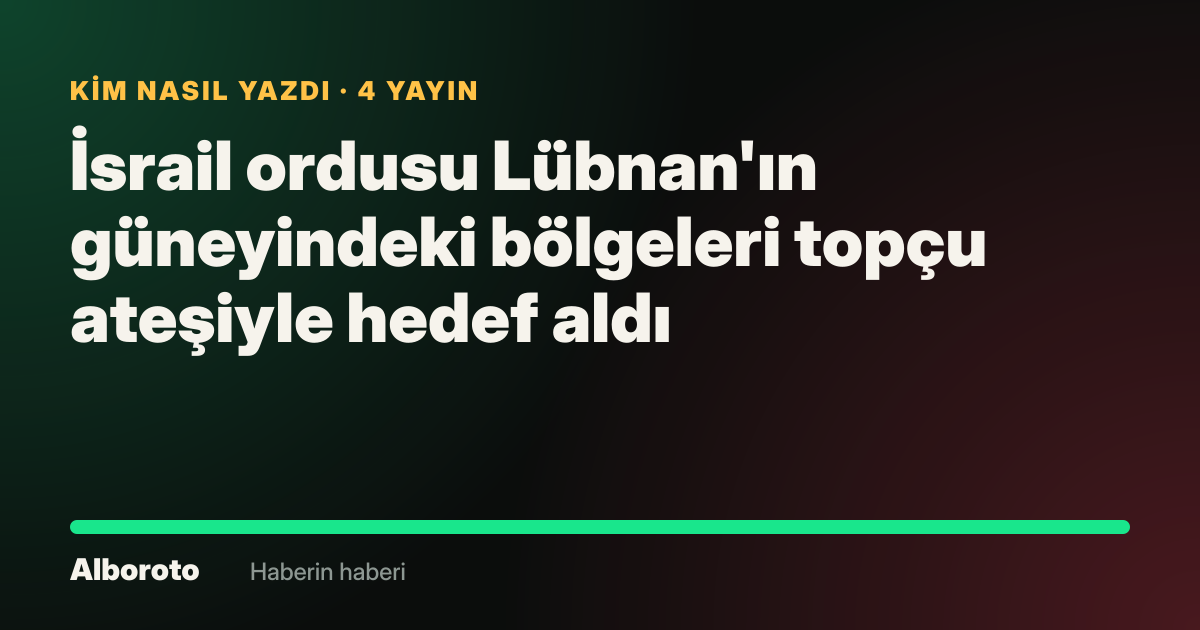 KİM NASIL YAZDI · 4 YAYIN
İsrail ordusu Lübnan'ın
güneyindeki bölgeleri topçu
ateşiyle hedef aldı
Alboroto
Haberin haberi